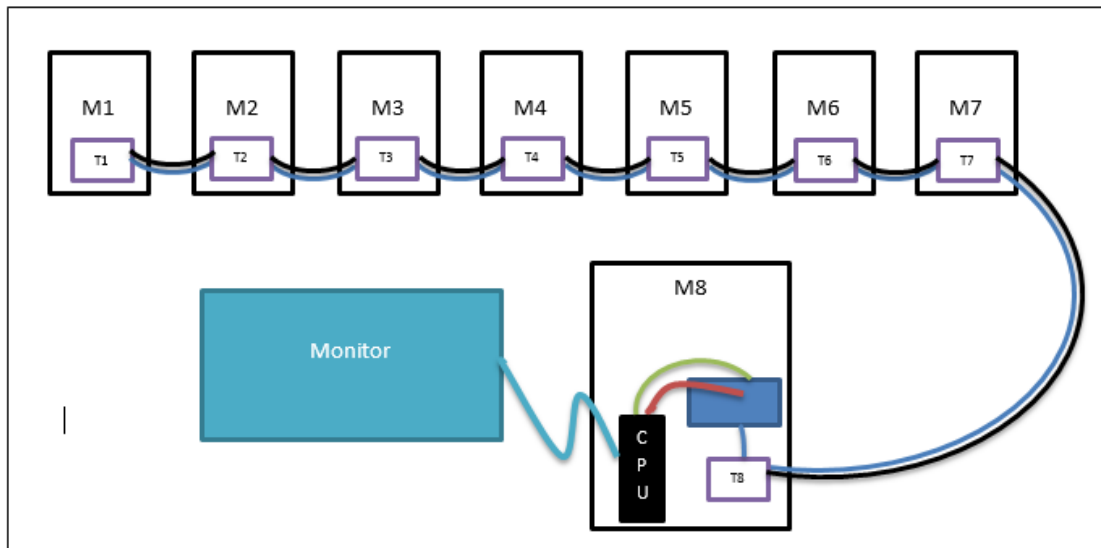 M1 M2 M3 M4 M5 M6 M7
T1 T2 T3 T4 T5 T6 T7
M8
Monitor
C
P
U
T8